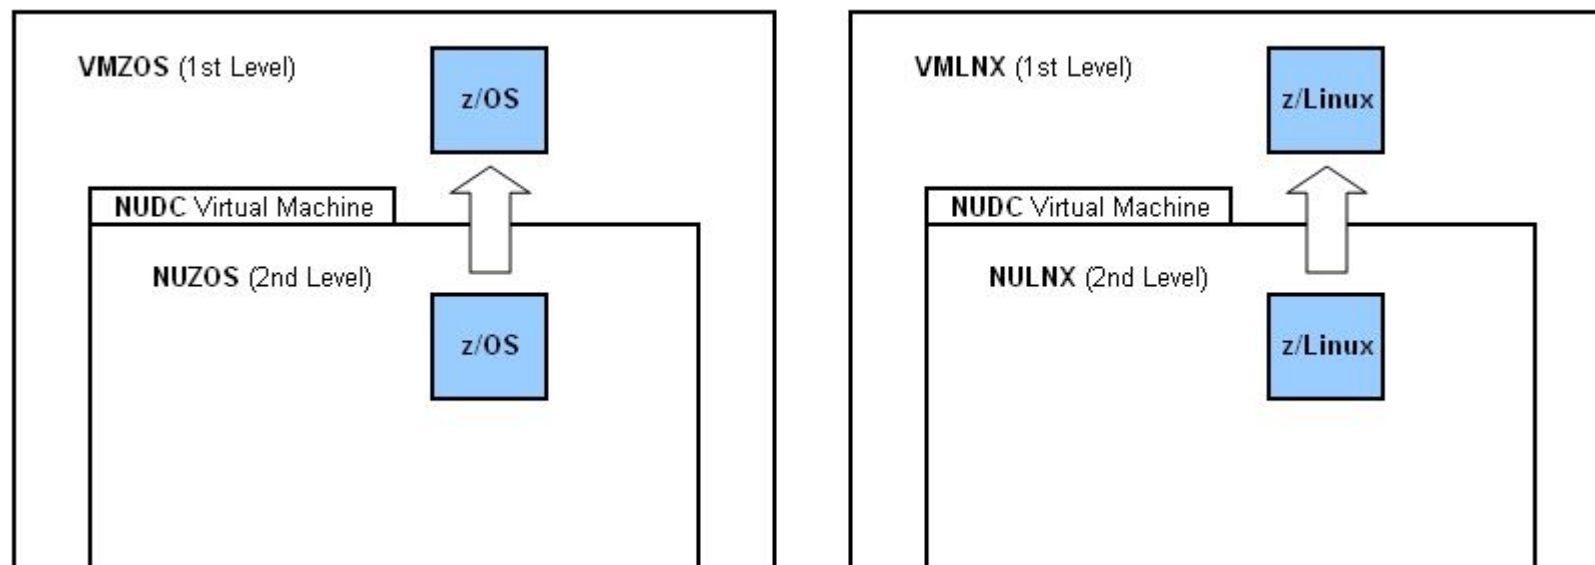 VMZOS (1st Level)
z/OS
NUDC Virtual Machine
NUZOS (2nd Level)
z/OS
VMLNX (1st Level)
z/Linux
NUDC Virtual Machine
NULNX (2nd Level)
z/Linux